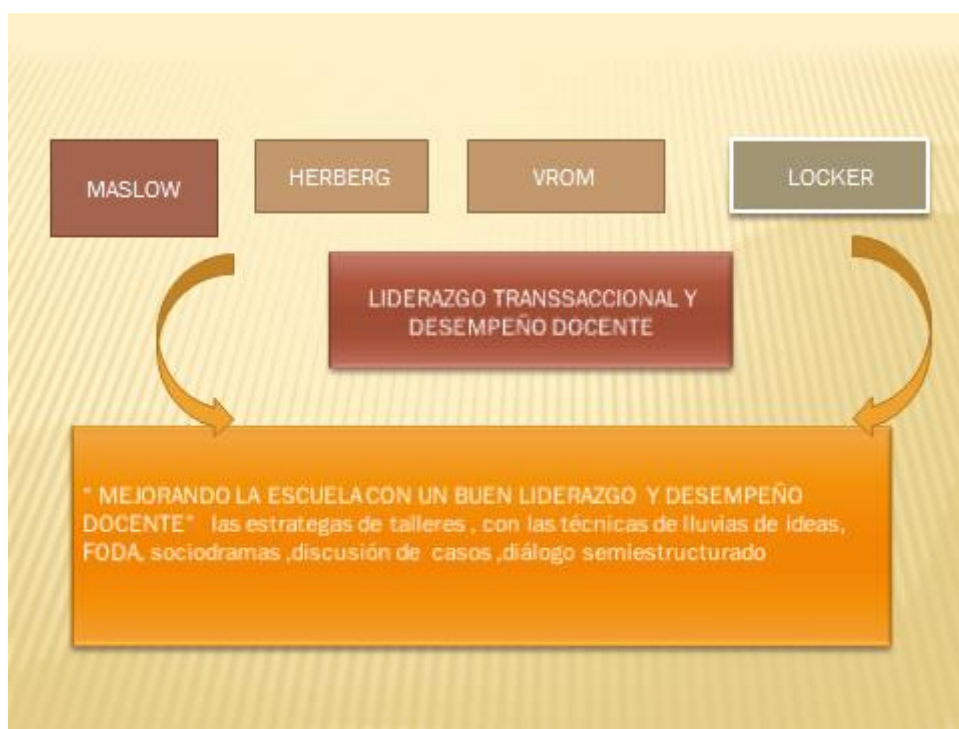 MASLOW
HERBERG
VROM
LOCKER
LIDERAZGO TRANSSACCIONAL Y
DESEMPEÑO DOCENTE
" MEJORANDO LA ESCUELA CON UN BUEN LIDERAZGO Y DESEMPEÑO
DOCENTE" las estrategas de talleres , con las técnicas de lluvias de ideas,
FODA, sociodramas ,discusión de casos ,diálogo semiestructurado